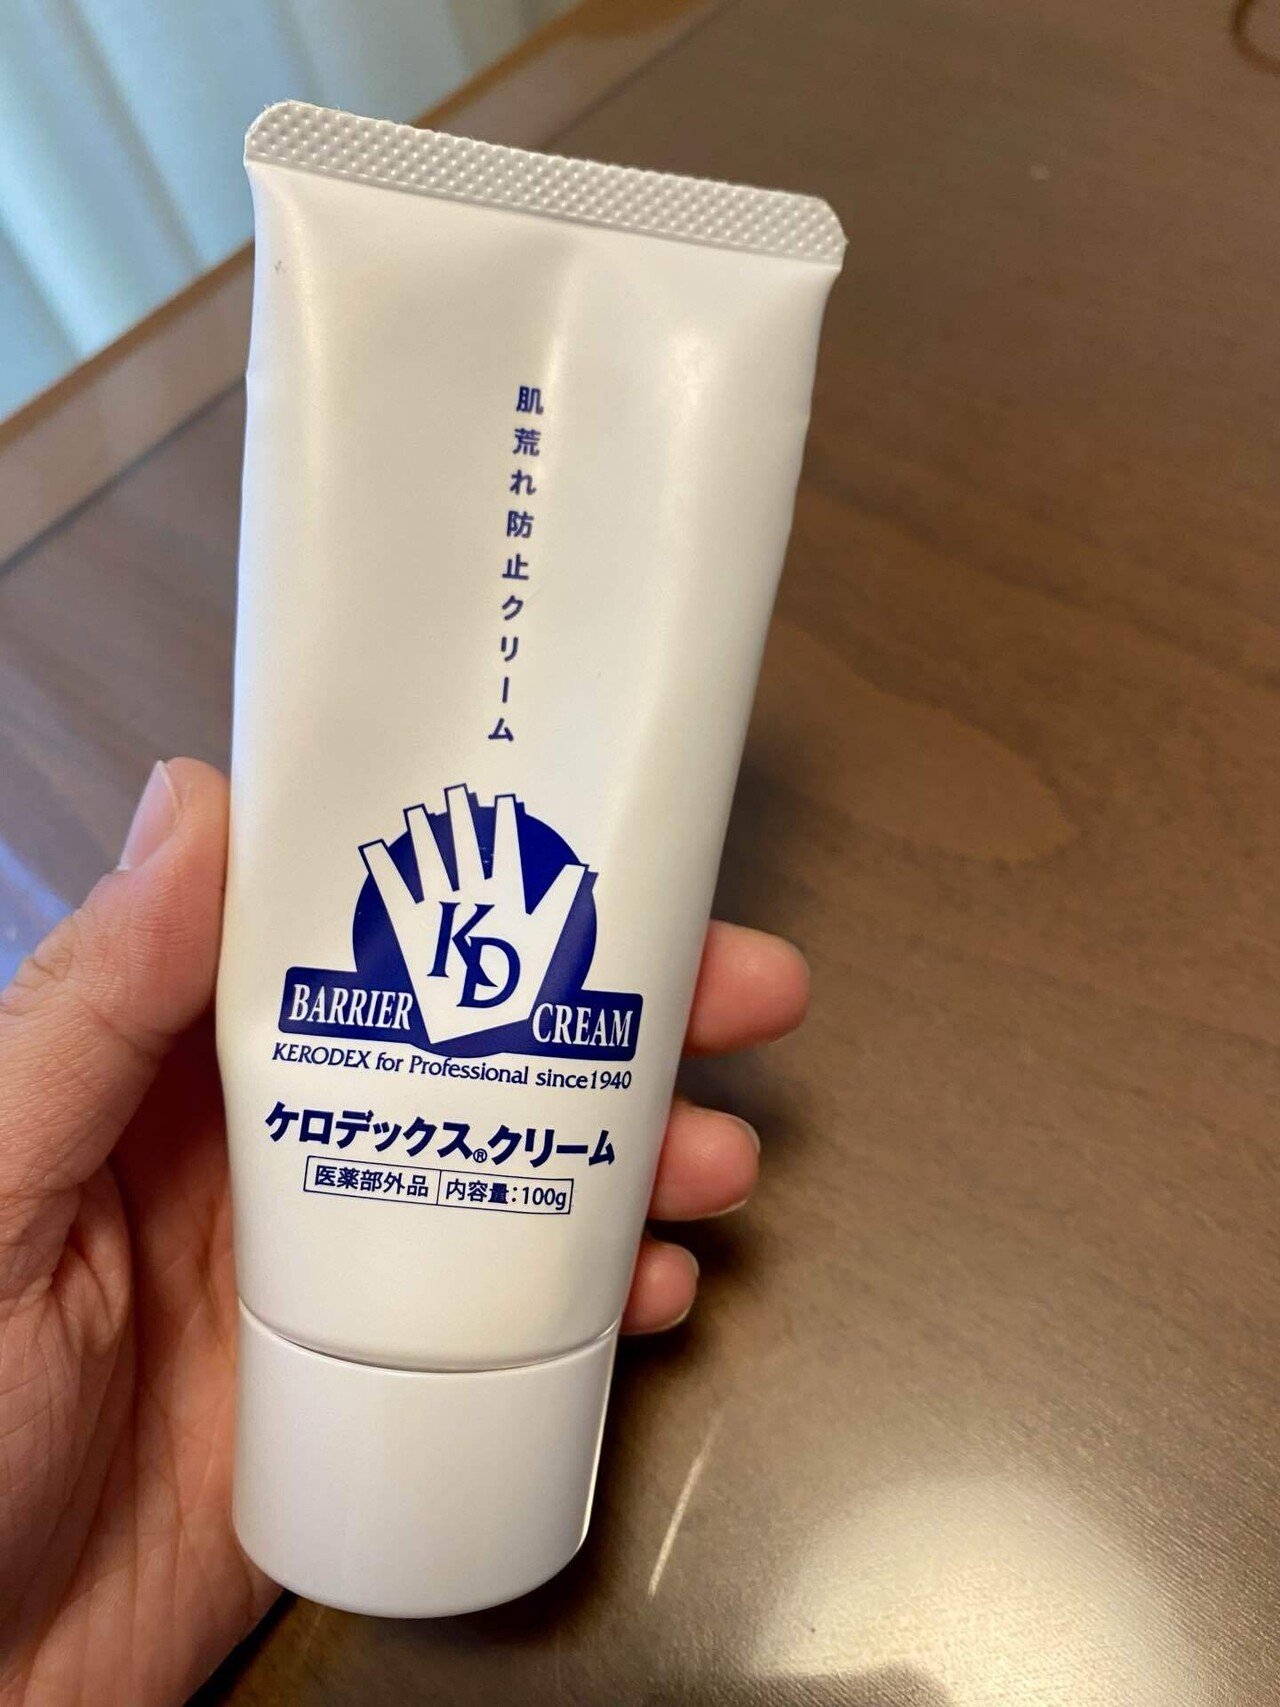 肌荒れ防止クリーム
KD
BARRIER CREAM
KERODEX for Professional since1940
ケロデックス®クリーム
医薬部外品 内容量:100g